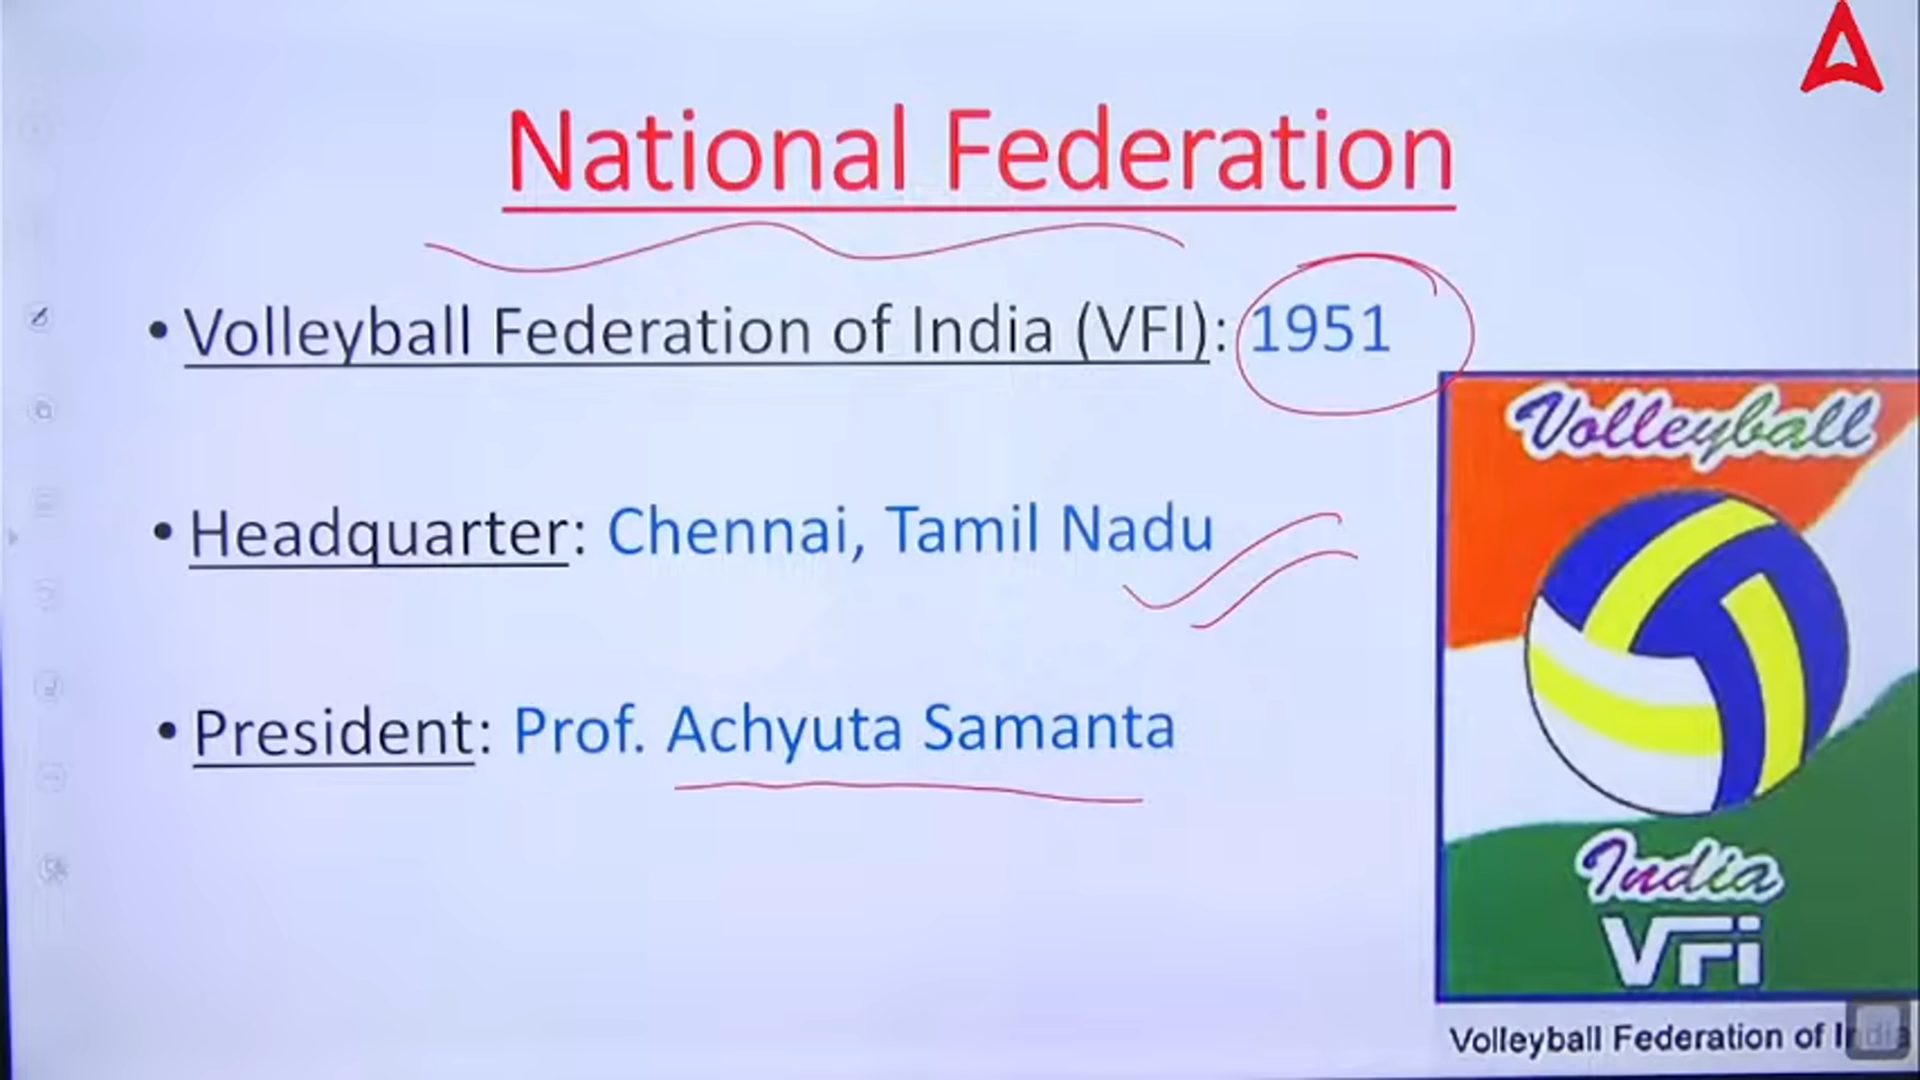 National Federation
• Volleyball Federation of India (VFI): 1951
• Headquarter: Chennai, Tamil Nadu
• President: Prof. Achyuta Samanta
Volleyball
India
VFi
Volleyball Federation of India